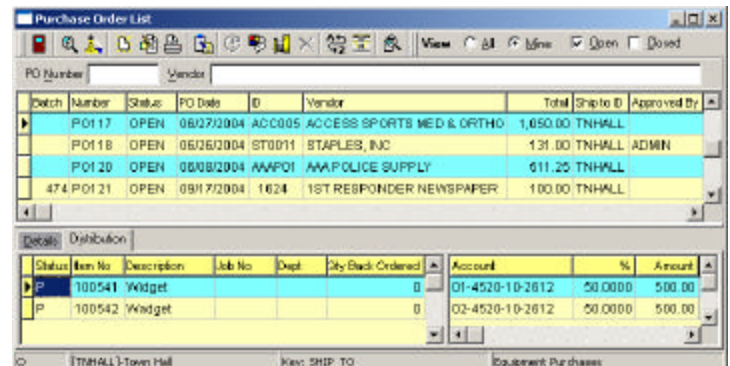 Purchase Order List
View All Mine Open Closed
PO Number Vendor
Batch Number Status PO Date ID Vendor Total Ship to ID Approved By
PO117 OPEN 06/27/2004 ACC005 ACCESS SPORTS MED & ORTHO 1,050.00 TNHALL
PO118 OPEN 06/26/2004 ST0011 STAPLES, INC 131.00 TNHALL ADMIN
PO120 OPEN 06/08/2004 AAAPO1 AAA POLICE SUPPLY 611.25 TNHALL
474 PO121 OPEN 09/17/2004 1624 1ST RESPONDER NEWSPAPER 100.00 TNHALL
Details Distribution
Status Item No Description Job No Dept Qty Back Ordered Account % Amount
P 100541 Widget 0 01-4520-10-2612 50.0000 500.00
P 100542 Wadget 0 02-4520-10-2612 50.0000 500.00
[TNHALL]-Town Hall Key: SHIP_TO Equipment Purchases